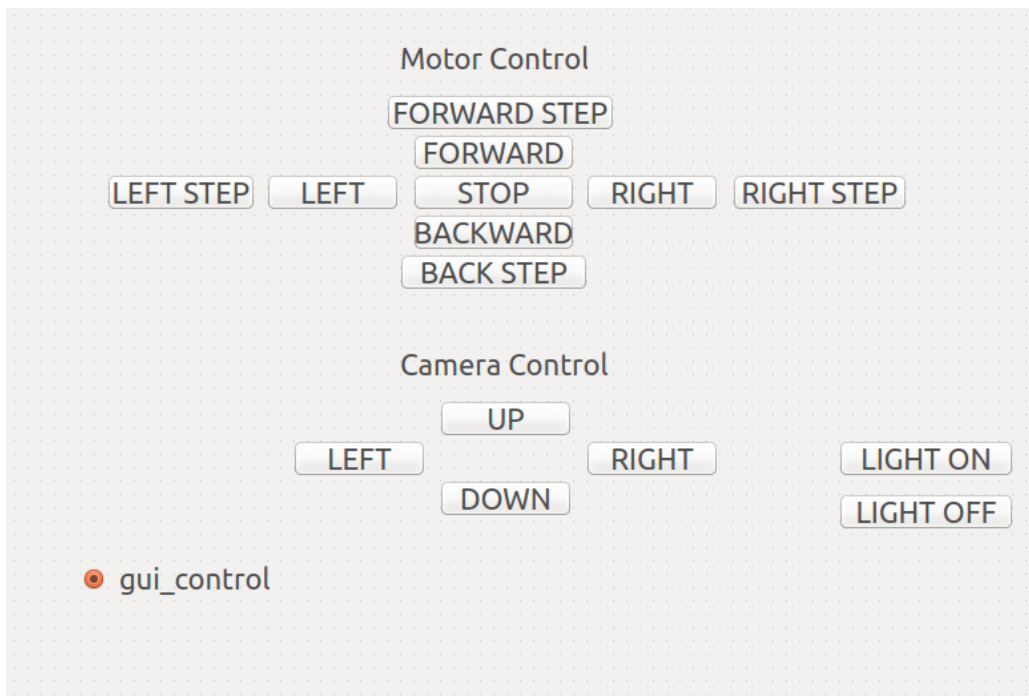 Motor Control
FORWARD STEP
FORWARD
LEFT STEP LEFT STOP RIGHT RIGHT STEP
BACKWARD
BACK STEP
Camera Control
UP
LEFT RIGHT LIGHT ON
DOWN
LIGHT OFF
gui_control